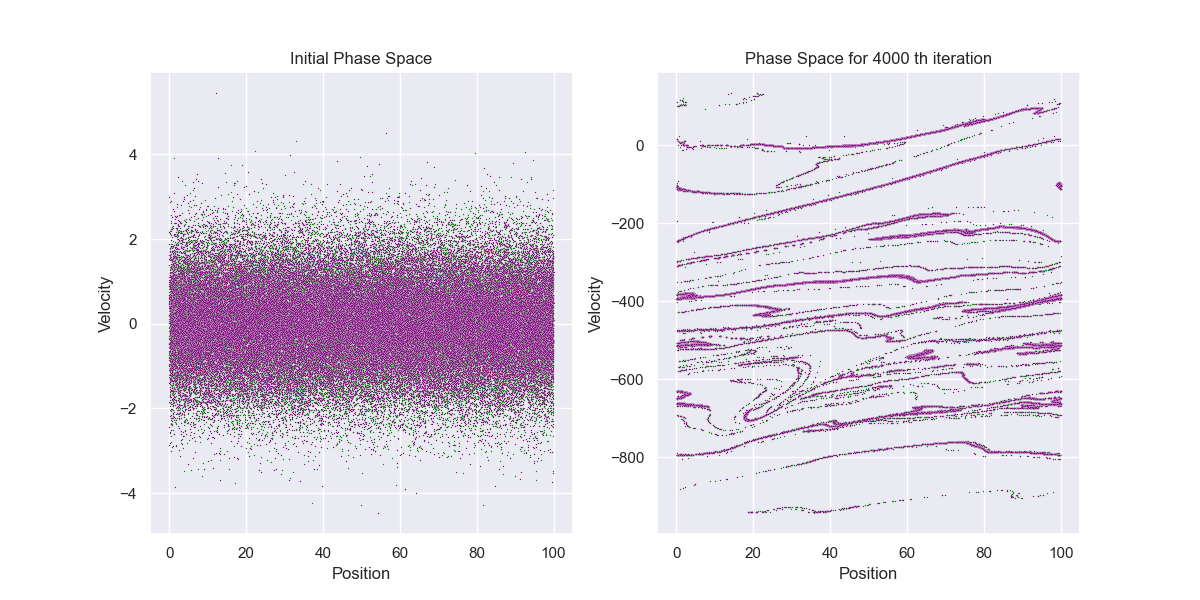 Initial Phase Space
Velocity
4
2
0
−2
−4
0 20 40 60 80 100
Position
Phase Space for 4000 th iteration
Velocity
0
−200
−400
−600
−800
0 20 40 60 80 100
Position